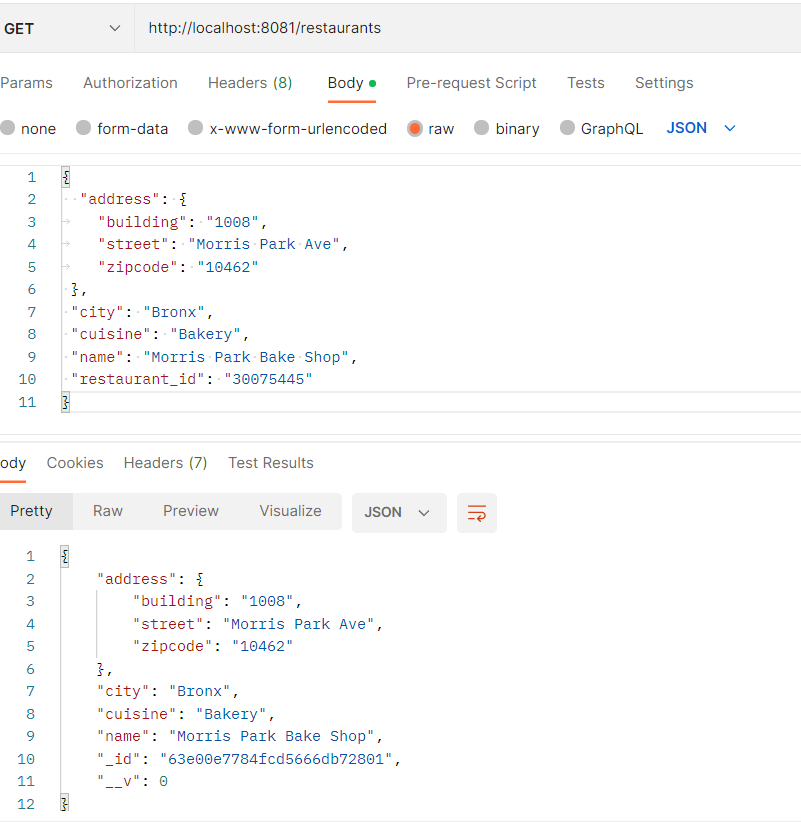 GET http://localhost:8081/restaurants
Params Authorization Headers (8) Body Pre-request Script Tests Settings
none form-data x-www-form-urlencoded raw binary GraphQL JSON
1 {
2 "address": {
3 "building": "1008",
4 "street": "Morris Park Ave",
5 "zipcode": "10462"
6 },
7 "city": "Bronx",
8 "cuisine": "Bakery",
9 "name": "Morris Park Bake Shop",
10 "restaurant_id": "30075445"
11 }
ody Cookies Headers (7) Test Results
Pretty Raw Preview Visualize JSON
1 {
2 "address": {
3 "building": "1008",
4 "street": "Morris Park Ave",
5 "zipcode": "10462"
6 },
7 "city": "Bronx",
8 "cuisine": "Bakery",
9 "name": "Morris Park Bake Shop",
10 "_id": "63e00e7784fcd5666db72801",
11 "__v": 0
12 }